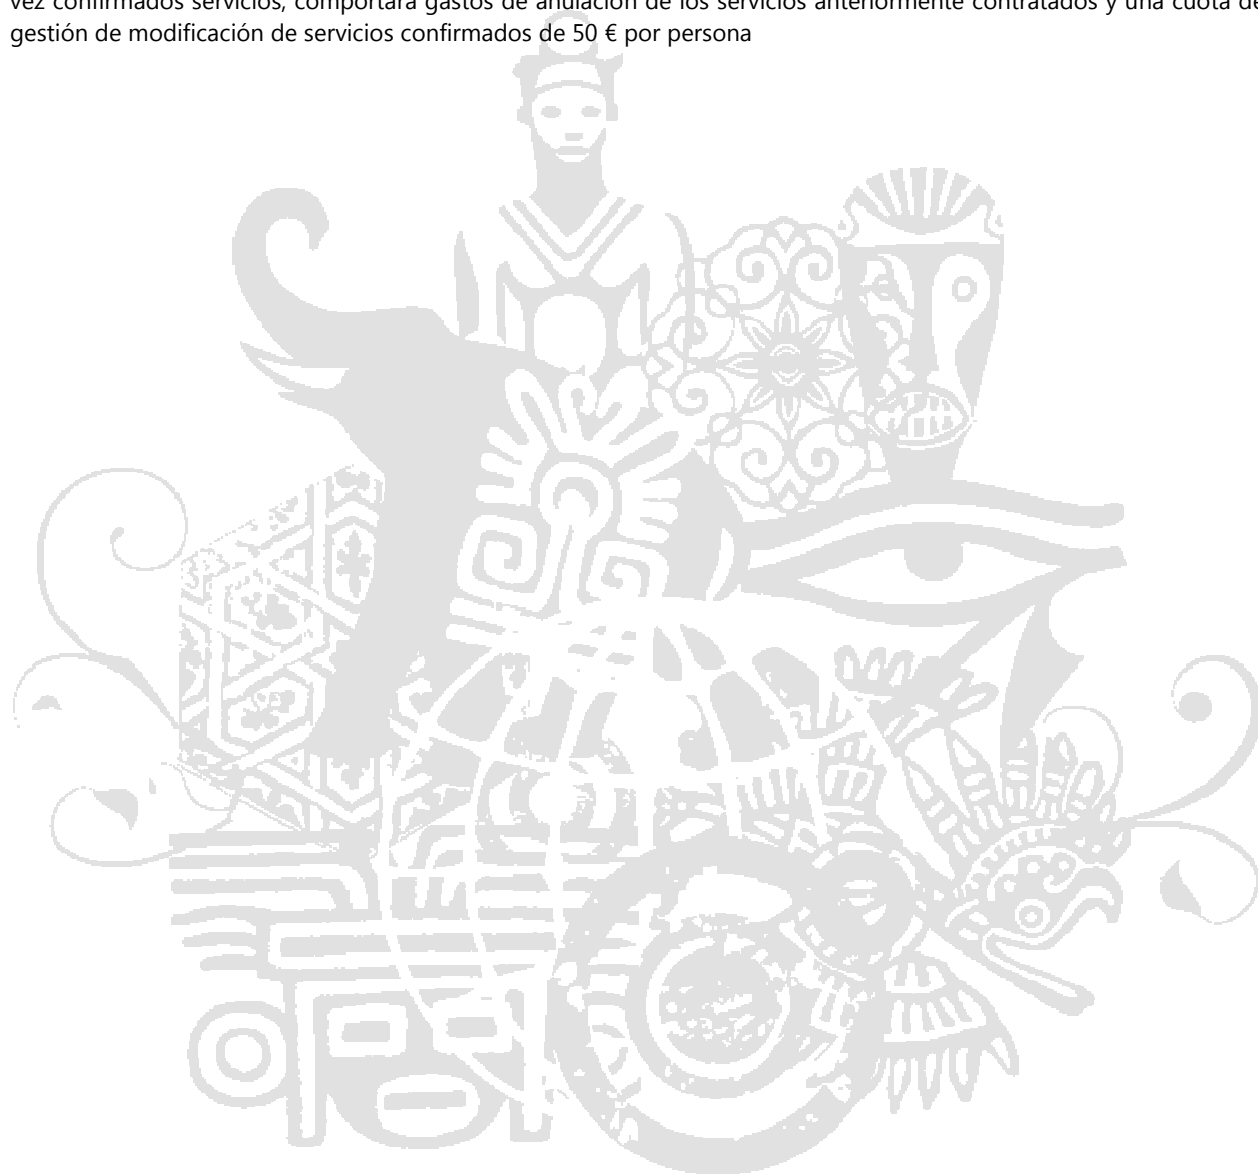 vez confirmados servicios, comportara gastos de anulación de los servicios anteriormente contratados y una cuota de
gestión de modificación de servicios confirmados de 50 € por persona